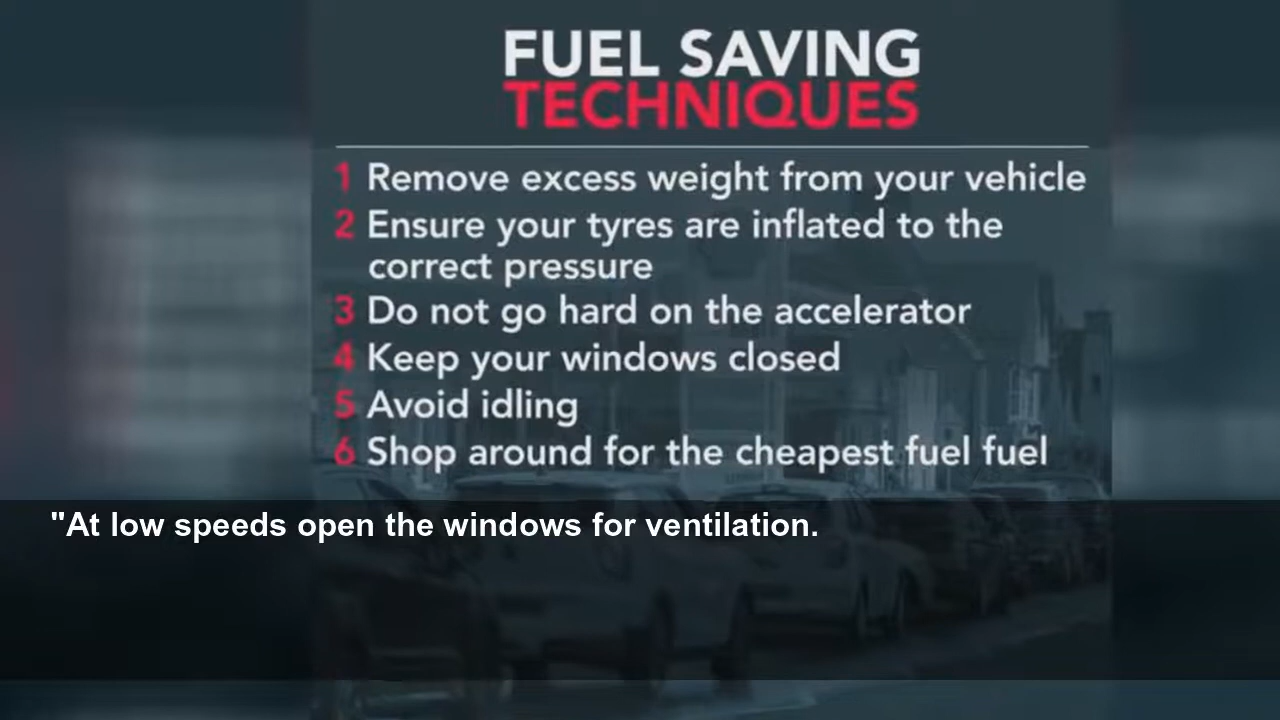 FUEL SAVING
TECHNIQUES
1 Remove excess weight from your vehicle
2 Ensure your tyres are inflated to the
correct pressure
3 Do not go hard on the accelerator
4 Keep your windows closed
5 Avoid idling
6 Shop around for the cheapest fuel fuel
"At low speeds open the windows for ventilation.